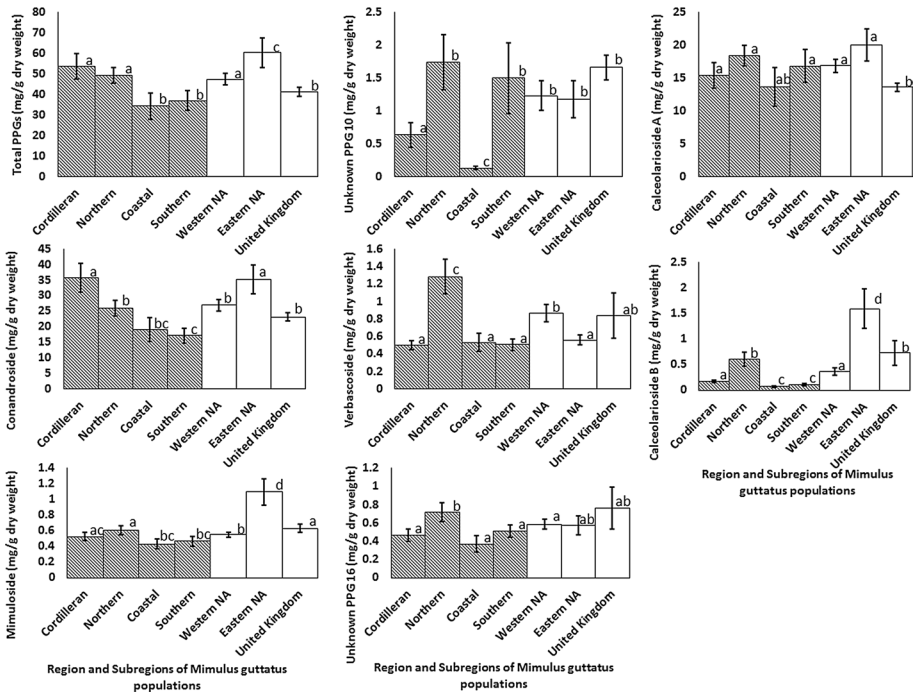 Total PPGs (mg/g dry weight)
80
70
60
50
40
30
20
10
0
a
a
b
b
a
c
b
Cordilleran
Northern
Coastal
Southern
Western NA
Eastern NA
United Kingdom
Unknown PPG10 (mg/g dry weight)
2.5
2
1.5
1
0.5
0
a
b
c
b
b
b
b
Cordilleran
Northern
Coastal
Southern
Western NA
Eastern NA
United Kingdom
Calceolarioside A (mg/g dry weight)
25
20
15
10
5
0
a
a
ab
a
a
a
b
Cordilleran
Northern
Coastal
Southern
Western NA
Eastern NA
United Kingdom
Conandroside (mg/g dry weight)
45
40
35
30
25
20
15
10
5
0
a
b
bc
c
b
a
b
Cordilleran
Northern
Coastal
Southern
Western NA
Eastern NA
United Kingdom
Verbascoside (mg/g dry weight)
1.6
1.4
1.2
1
0.8
0.6
0.4
0.2
0
a
c
a
a
b
a
ab
Cordilleran
Northern
Coastal
Southern
Western NA
Eastern NA
United Kingdom
Calceolarioside B (mg/g dry weight)
2.5
2
1.5
1
0.5
0
a
b
c
c
a
d
b
Cordilleran
Northern
Coastal
Southern
Western NA
Eastern NA
United Kingdom
Region and Subregions of Mimulus
guttatus populations
Mimuloside (mg/g dry weight)
1.4
1.2
1
0.8
0.6
0.4
0.2
0
ac
a
bc
bc
b
d
a
Cordilleran
Northern
Coastal
Southern
Western NA
Eastern NA
United Kingdom
Region and Subregions of Mimulus guttatus
populations
Unknown PPG16 (mg/g dry weight)
1.2
1
0.8
0.6
0.4
0.2
0
a
b
a
a
a
ab
ab
Cordilleran
Northern
Coastal
Southern
Western NA
Eastern NA
United Kingdom
Region and Subregions of Mimulus guttatus
populations